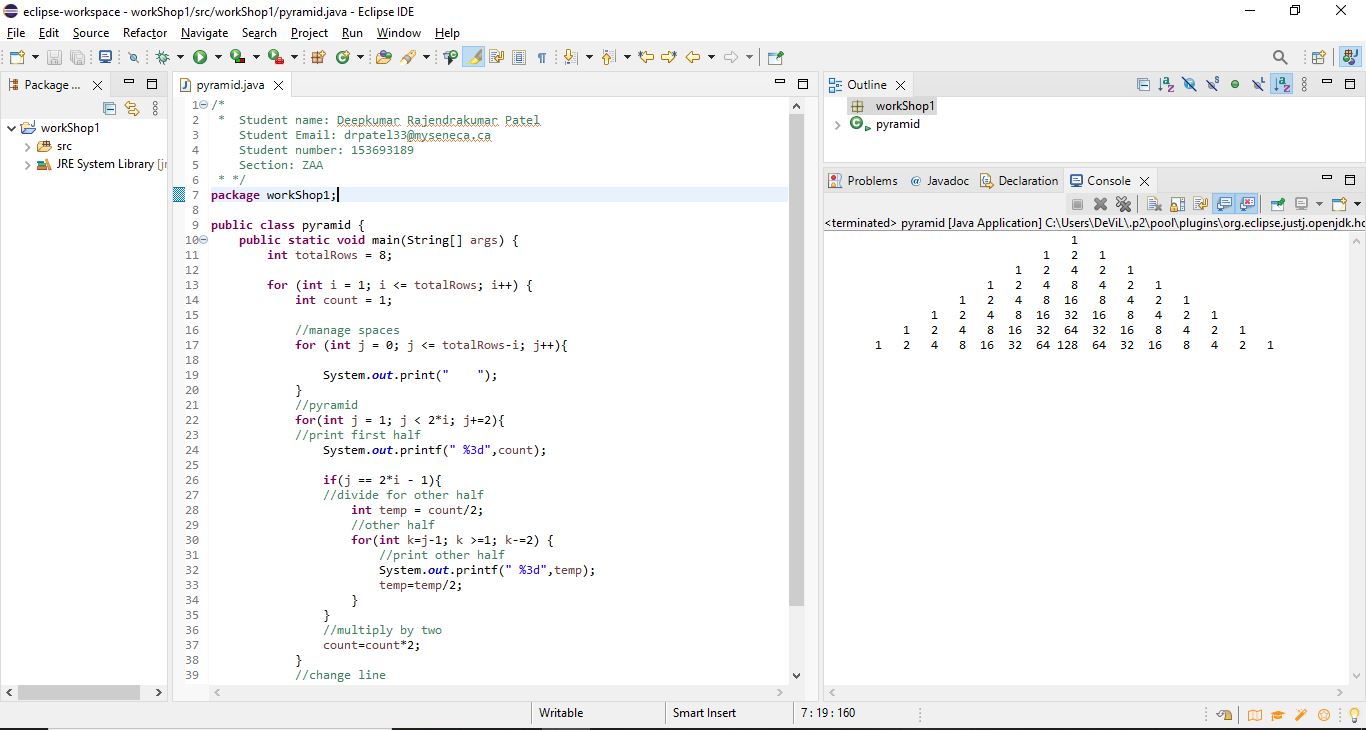 eclipse-workspace - workShop1/src/workShop1/pyramid.java - Eclipse IDE
File Edit Source Refactor Navigate Search Project Run Window Help
Package ...
workShop1
src
JRE System Library
pyramid.java
1 /*
2 * Student name: Deepkumar Rajendrakumar Patel
3 Student Email: drpatel33@myseneca.ca
4 Student number: 153693189
5 Section: ZAA
6 * */
7 package workShop1;
8
9 public class pyramid {
10 public static void main(String[] args) {
11 int totalRows = 8;
12
13 for (int i = 1; i <= totalRows; i++) {
14 int count = 1;
15
16 //manage spaces
17 for (int j = 0; j <= totalRows-i; j++){
18
19 System.out.print("    ");
20 }
21 //pyramid
22 for(int j = 1; j < 2*i; j+=2){
23 //print first half
24 System.out.printf(" %3d",count);
25
26 if(j == 2*i - 1){
27 //divide for other half
28 int temp = count/2;
29 //other half
30 for(int k=j-1; k >=1; k-=2) {
31 //print other half
32 System.out.printf(" %3d",temp);
33 temp=temp/2;
34 }
35 }
36 //multiply by two
37 count=count*2;
38 }
39 //change line
Outline
workShop1
pyramid
Problems @ Javadoc Declaration Console
<terminated> pyramid [Java Application] C:\Users\DeViL\.p2\pool\plugins\org.eclipse.justj.openjdk.hc
1
1 2 1
1 2 4 2 1
1 2 4 8 4 2 1
1 2 4 8 16 8 4 2 1
1 2 4 8 16 32 16 8 4 2 1
1 2 4 8 16 32 64 32 16 8 4 2 1
1 2 4 8 16 32 64 128 64 32 16 8 4 2 1
Writable Smart Insert 7 : 19 : 160